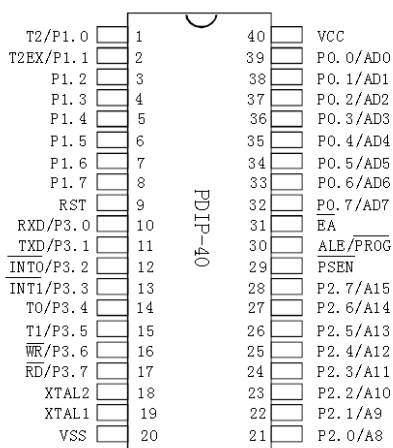 T2/P1.0 1 40 VCC
T2EX/P1.1 2 39 P0.0/AD0
P1.2 3 38 P0.1/AD1
P1.3 4 37 P0.2/AD2
P1.4 5 36 P0.3/AD3
P1.5 6 35 P0.4/AD4
P1.6 7 34 P0.5/AD5
P1.7 8 33 P0.6/AD6
RST 9 32 P0.7/AD7
RXD/P3.0 10 31 E̅A̅
TXD/P3.1 11 30 ALE/P̅R̅O̅G̅
I̅N̅T̅0̅/P3.2 12 29 P̅S̅E̅N̅
I̅N̅T̅1̅/P3.3 13 28 P2.7/A15
T0/P3.4 14 27 P2.6/A14
T1/P3.5 15 26 P2.5/A13
W̅R̅/P3.6 16 25 P2.4/A12
R̅D̅/P3.7 17 24 P2.3/A11
XTAL2 18 23 P2.2/A10
XTAL1 19 22 P2.1/A9
VSS 20 21 P2.0/A8
PDIP-40